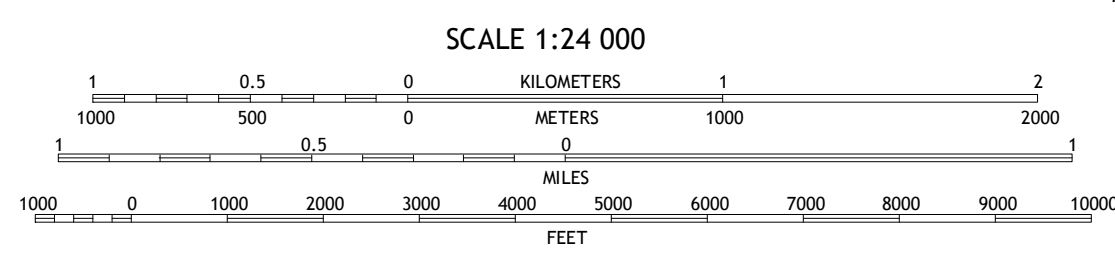 SCALE 1:24 000
1 0.5 0 KILOMETERS 1 2
1000 500 0 METERS 1000 2000
1 0.5 0 1
MILES
1000 0 1000 2000 3000 4000 5000 6000 7000 8000 9000 10000
FEET